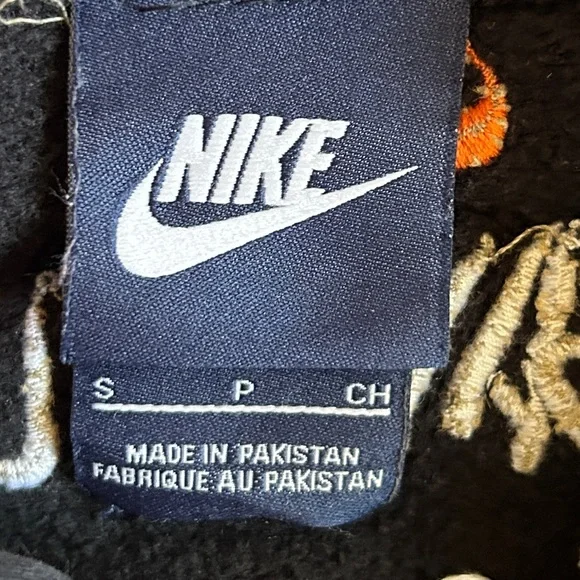 NIKE
S P CH
MADE IN PAKISTAN
FABRIQUE AU PAKISTAN